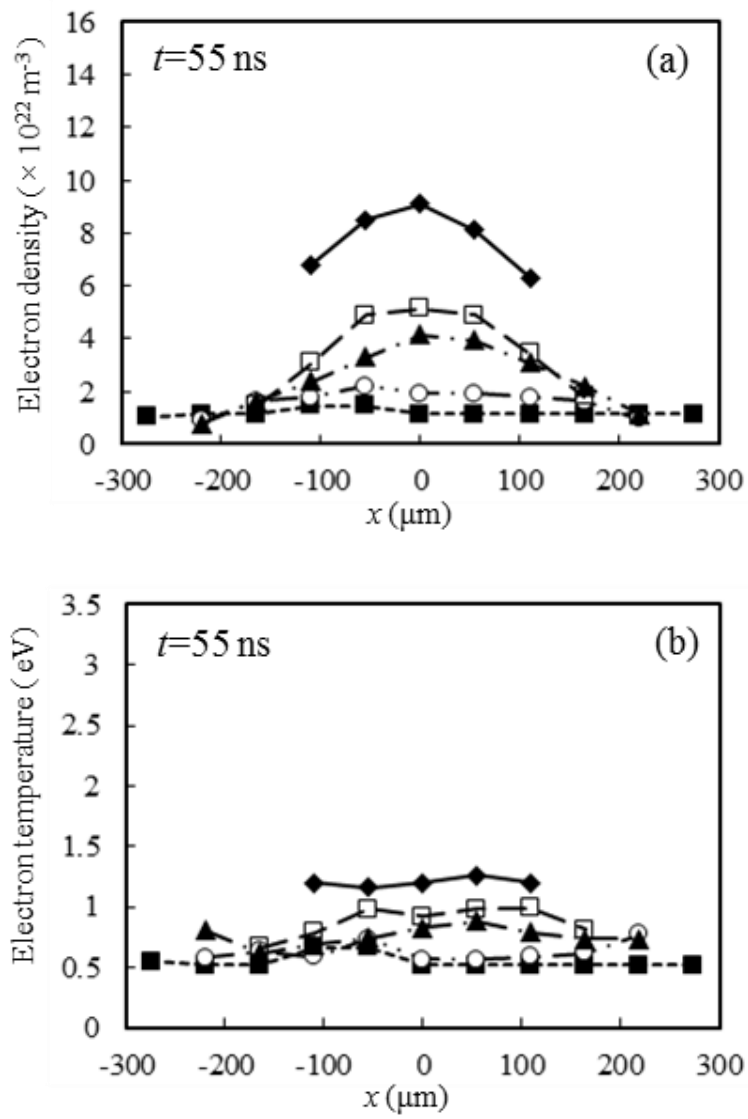 16
14
12
10
8
6
4
2
0
Electron density ( × 10²² m⁻³ )
t=55 ns
(a)
-300 -200 -100 0 100 200 300
x (μm)
3.5
3
2.5
2
1.5
1
0.5
0
Electron temperature ( eV)
t=55 ns
(b)
-300 -200 -100 0 100 200 300
x (μm)